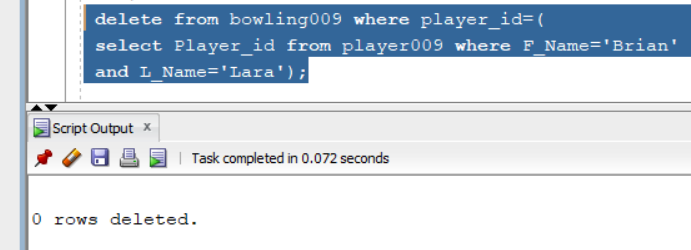 delete from bowling009 where player_id=(
select Player_id from player009 where F_Name='Brian'
and L_Name='Lara');
Script Output x
Task completed in 0.072 seconds
0 rows deleted.